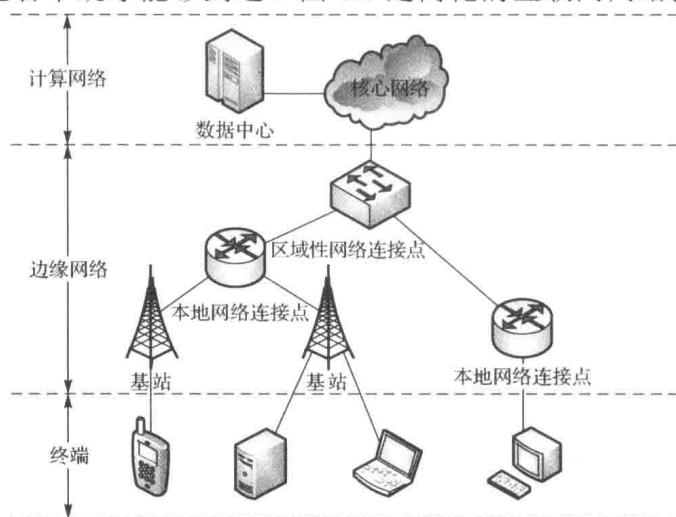 计算网络
核心网络
数据中心
区域性网络连接点
边缘网络
本地网络连接点
基站
基站
本地网络连接点
终端